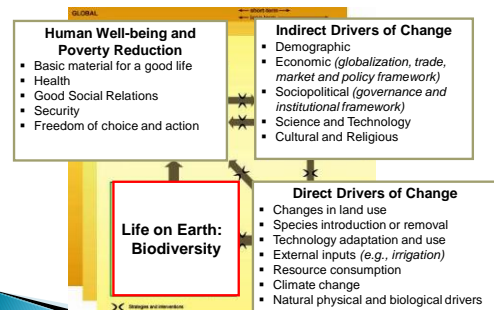 GLOBAL
short-term
Human Well-being and
Poverty Reduction
▪ Basic material for a good life
▪ Health
▪ Good Social Relations
▪ Security
▪ Freedom of choice and action
Indirect Drivers of Change
▪ Demographic
▪ Economic (globalization, trade,
market and policy framework)
▪ Sociopolitical (governance and
institutional framework)
▪ Science and Technology
▪ Cultural and Religious
Life on Earth:
Biodiversity
Direct Drivers of Change
▪ Changes in land use
▪ Species introduction or removal
▪ Technology adaptation and use
▪ External inputs (e.g., irrigation)
▪ Resource consumption
▪ Climate change
▪ Natural physical and biological drivers
Strategies and interventions